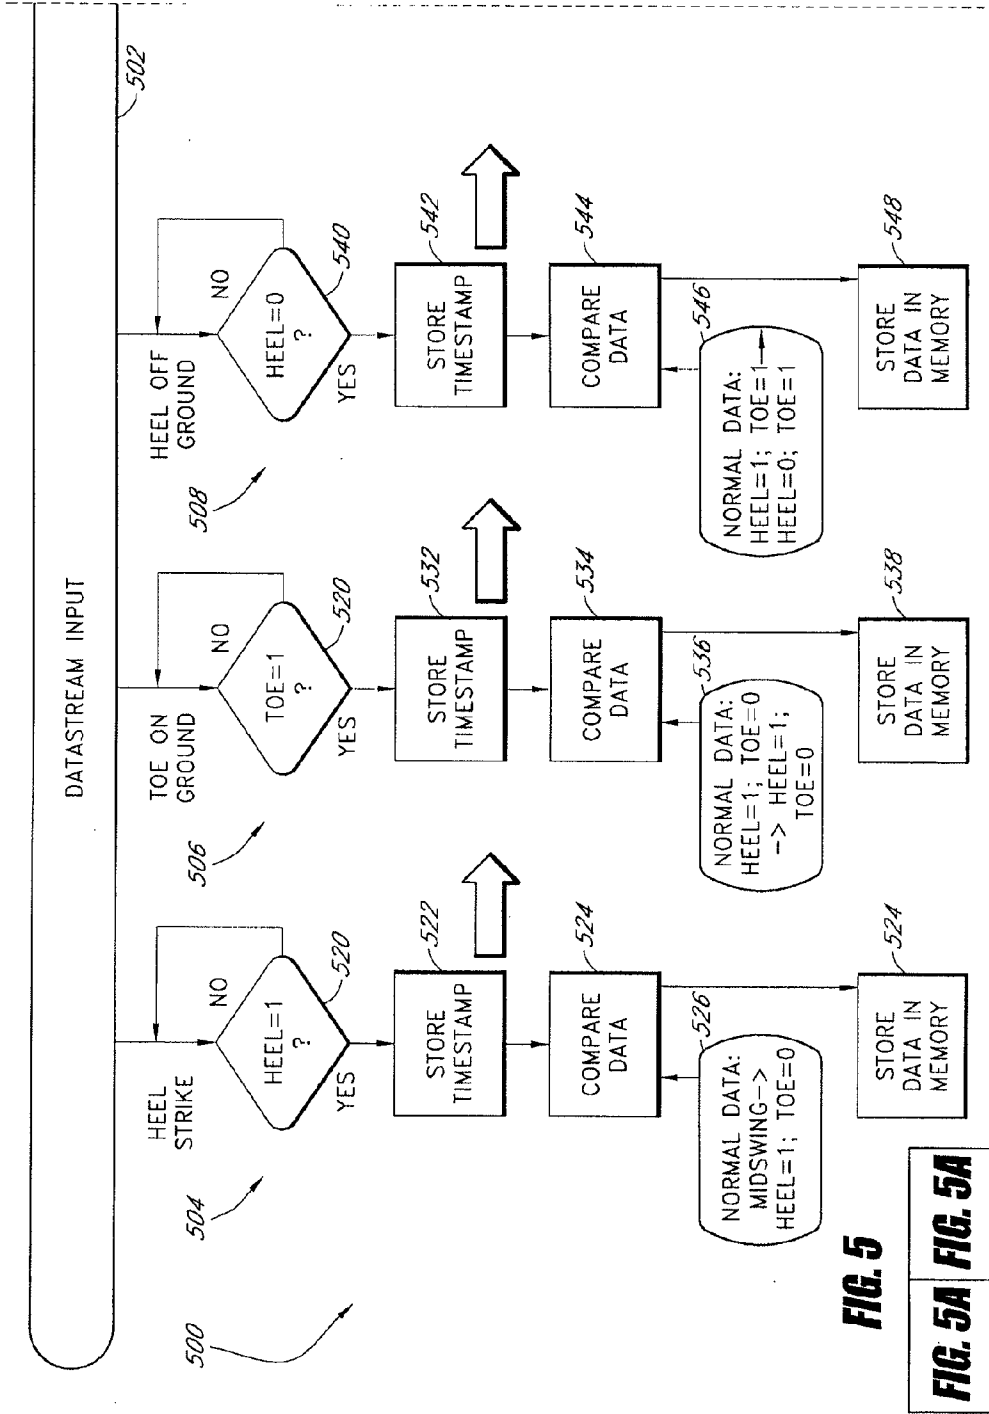 DATASTREAM INPUT
502
HEEL
STRIKE
504
NO
HEEL=1
?
520
YES
STORE
TIMESTAMP
522
COMPARE
DATA
524
NORMAL DATA:
MIDSWING->
HEEL=1; TOE=0
526
STORE
DATA IN
MEMORY
524
TOE ON
GROUND
506
NO
TOE=1
?
520
YES
STORE
TIMESTAMP
532
COMPARE
DATA
534
NORMAL DATA:
HEEL=1; TOE=0
-> HEEL=1;
TOE=0
536
STORE
DATA IN
MEMORY
538
HEEL OFF
GROUND
508
NO
HEEL=0
?
540
YES
STORE
TIMESTAMP
542
COMPARE
DATA
544
NORMAL DATA:
HEEL=1; TOE=1
HEEL=0; TOE=1
546
STORE
DATA IN
MEMORY
548
500
FIG. 5
FIG. 5A FIG. 5A